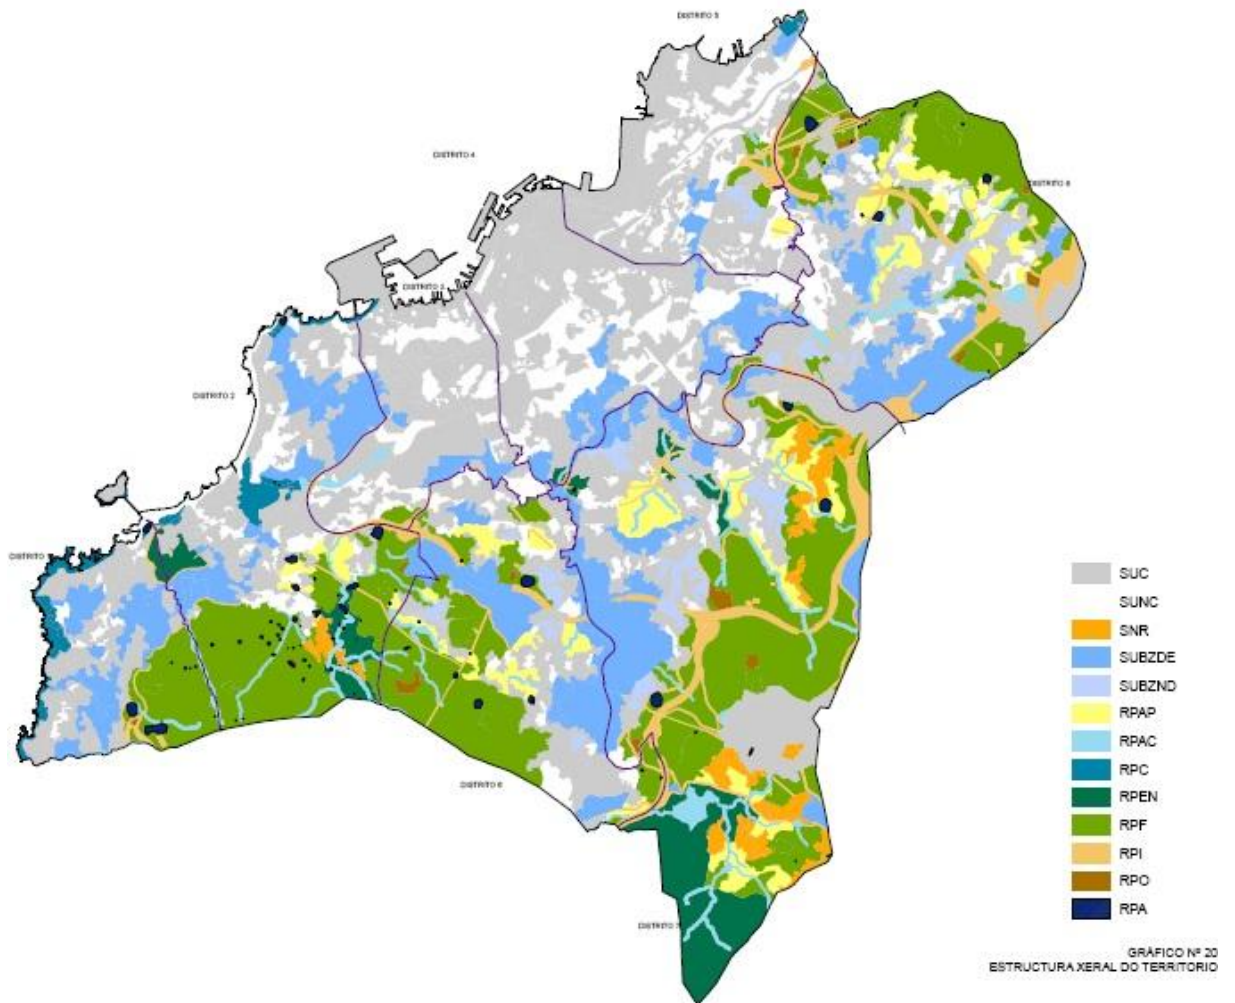 DISTRITO 5
DISTRITO 4
DISTRITO 8
DISTRITO 3
DISTRITO 2
DISTRITO
DISTRITO 6
DISTRITO 7
SUC
SUNC
SNR
SUBZDE
SUBZND
RPAP
RPAC
RPC
RPEN
RPF
RPI
RPO
RPA
GRÁFICO Nº 20
ESTRUCTURA XERAL DO TERRITORIO